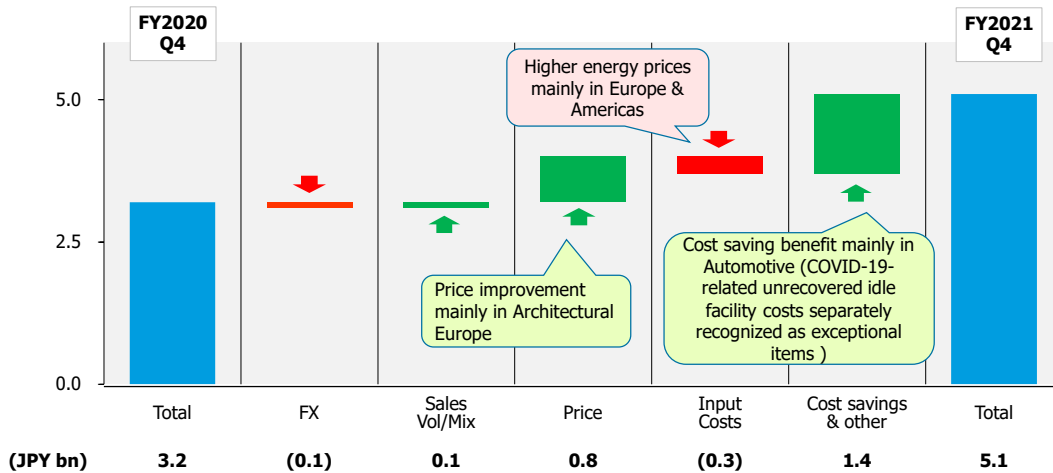 FY2020
Q4
FY2021
Q4
Higher energy prices
mainly in Europe &
Americas
5.0
2.5
0.0
Price improvement
mainly in Architectural
Europe
Cost saving benefit mainly in
Automotive (COVID-19-
related unrecovered idle
facility costs separately
recognized as exceptional
items )
Total
FX
Sales
Vol/Mix
Price
Input
Costs
Cost savings
& other
Total
(JPY bn) 3.2 (0.1) 0.1 0.8 (0.3) 1.4 5.1